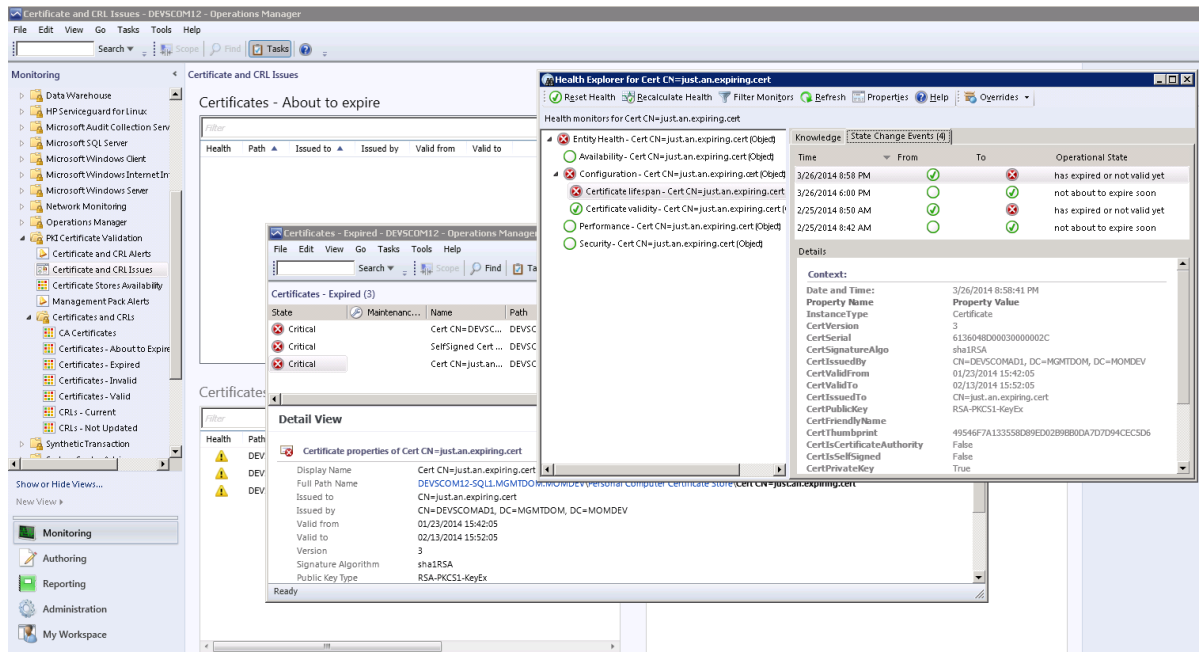 Certificate and CRL Issues - DEVSCOM12 - Operations Manager
File Edit View Go Tasks Tools Help
Search Scope Find Tasks
Monitoring
Data Warehouse
HP Serviceguard for Linux
Microsoft Audit Collection Serv
Microsoft SQL Server
Microsoft Windows Client
Microsoft Windows Internet In
Microsoft Windows Server
Network Monitoring
Operations Manager
PKI Certificate Validation
Certificate and CRL Alerts
Certificate and CRL Issues
Certificate Stores Availability
Management Pack Alerts
Certificates and CRLs
CA Certificates
Certificates - About to Expire
Certificates - Expired
Certificates - Invalid
Certificates - Valid
CRLs - Current
CRLs - Not Updated
Synthetic Transaction
Show or Hide Views...
New View
Monitoring
Authoring
Reporting
Administration
My Workspace
Certificate and CRL Issues
Certificates - About to expire
Filter
Health Path Issued to Issued by Valid from Valid to
Certificates
Filter
Health Path
DEV
DEV
DEV
Certificates - Expired - DEVSCOM12 - Operations Manager
File Edit View Go Tasks Tools Help
Search Scope Find Ta
Certificates - Expired (3)
State Maintenanc... Name Path
Critical Cert CN=DEVSC... DEVSC
Critical SelfSigned Cert ... DEVSC
Critical Cert CN=just.an... DEVSC
Detail View
Certificate properties of Cert CN=just.an.expiring.cert
Display Name Cert CN=just.an.expiring.cert
Full Path Name DEVSCOM12-SQL1.MGMTDOM.MOMDEV\Personal Computer Certificate Store\Cert CN=just.an.expiring.cert
Issued to CN=just.an.expiring.cert
Issued by CN=DEVSCOMAD1, DC=MGMTDOM, DC=MOMDEV
Valid from 01/23/2014 15:42:05
Valid to 02/13/2014 15:52:05
Version 3
Signature Algorithm sha1RSA
Public Key Type RSA-PKCS1-KeyEx
Ready
Health Explorer for Cert CN=just.an.expiring.cert
Reset Health Recalculate Health Filter Monitors Refresh Properties Help Overrides
Health monitors for Cert CN=just.an.expiring.cert
Entity Health - Cert CN=just.an.expiring.cert (Object)
Availability - Cert CN=just.an.expiring.cert (Object)
Configuration - Cert CN=just.an.expiring.cert (Object)
Certificate lifespan - Cert CN=just.an.expiring.cert
Certificate validity - Cert CN=just.an.expiring.cert (
Performance - Cert CN=just.an.expiring.cert (Object)
Security - Cert CN=just.an.expiring.cert (Object)
Knowledge State Change Events (4)
Time From To Operational State
3/26/2014 8:58 PM has expired or not valid yet
3/26/2014 6:00 PM not about to expire soon
2/25/2014 8:50 AM has expired or not valid yet
2/25/2014 8:42 AM not about to expire soon
Details
Context:
Date and Time: 3/26/2014 8:58:41 PM
Property Name Property Value
InstanceType Certificate
CertVersion 3
CertSerial 6136048D00030000002C
CertSignatureAlgo sha1RSA
CertIssuedBy CN=DEVSCOMAD1, DC=MGMTDOM, DC=MOMDEV
CertValidFrom 01/23/2014 15:42:05
CertValidTo 02/13/2014 15:52:05
CertIssuedTo CN=just.an.expiring.cert
CertPublicKey RSA-PKCS1-KeyEx
CertFriendlyName
CertThumbprint 49546F7A133558D89ED02B9BB0DA7D7D94CEC5D6
CertIsCertificateAuthority False
CertIsSelfSigned False
CertPrivateKey True